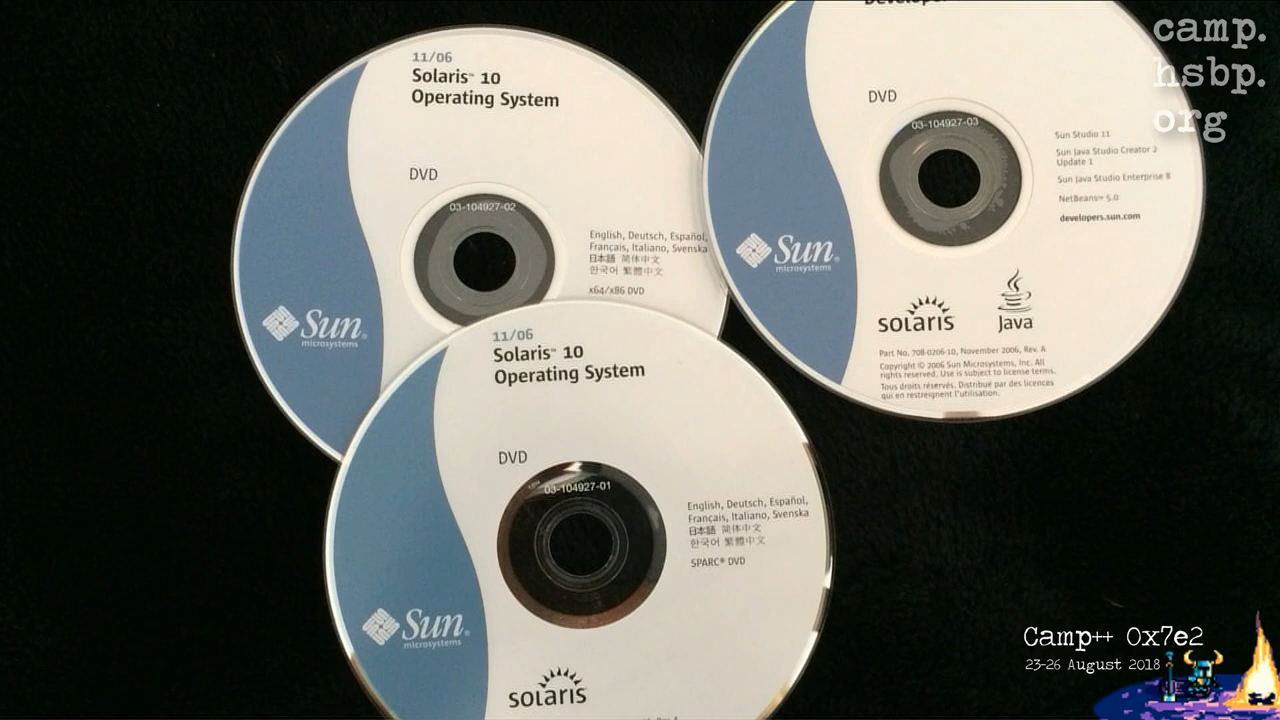 11/06
Solaris™ 10
Operating System
DVD
03-104927-02
English, Deutsch, Español,
Français, Italiano, Svenska
日本語 简体中文
한국어 繁體中文
x64/x86 DVD
Sun®
microsystems
DVD
03-104927-03
Sun Studio 11
Sun Java Studio Creator 2
Update 1
Sun Java Studio Enterprise 8
NetBeans™ 5.0
developers.sun.com
Sun®
microsystems
solaris™
Java
Part No. 708-0206-10, November 2006, Rev. A
Copyright © 2006 Sun Microsystems, Inc. All
rights reserved. Use is subject to license terms.
Tous droits réservés. Distribué par des licences
qui en restreignent l'utilisation.
11/06
Solaris™ 10
Operating System
DVD
03-104927-01
English, Deutsch, Español,
Français, Italiano, Svenska
日本語 简体中文
한국어 繁體中文
SPARC® DVD
Sun®
microsystems
solaris™
camp.
hsbp.
org
Camp++ 0x7e2
23-26 August 2018